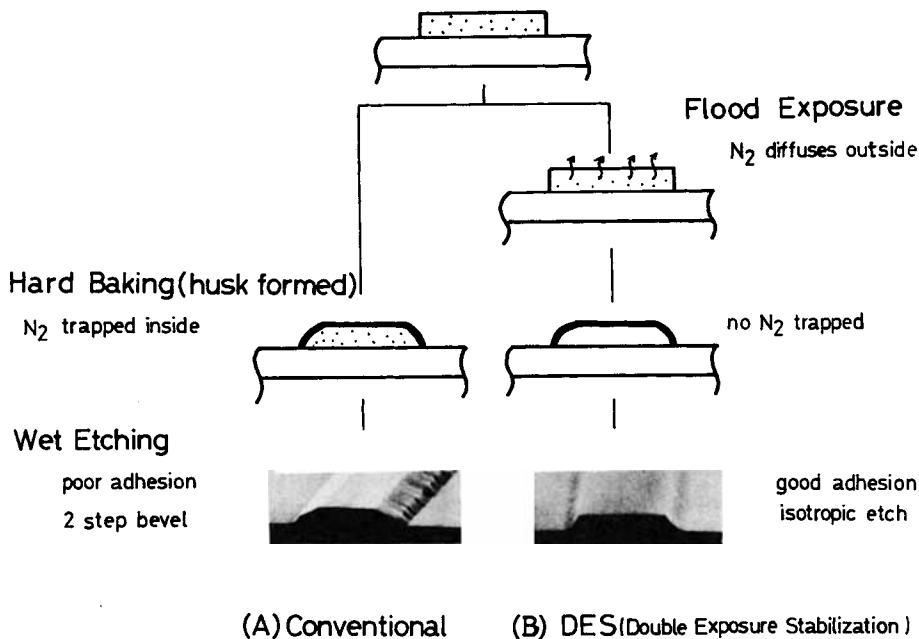 Flood Exposure
N2 diffuses outside
Hard Baking(husk formed)
N2 trapped inside
no N2 trapped
Wet Etching
poor adhesion
2 step bevel
good adhesion
isotropic etch
(A) Conventional
(B) DES(Double Exposure Stabilization)